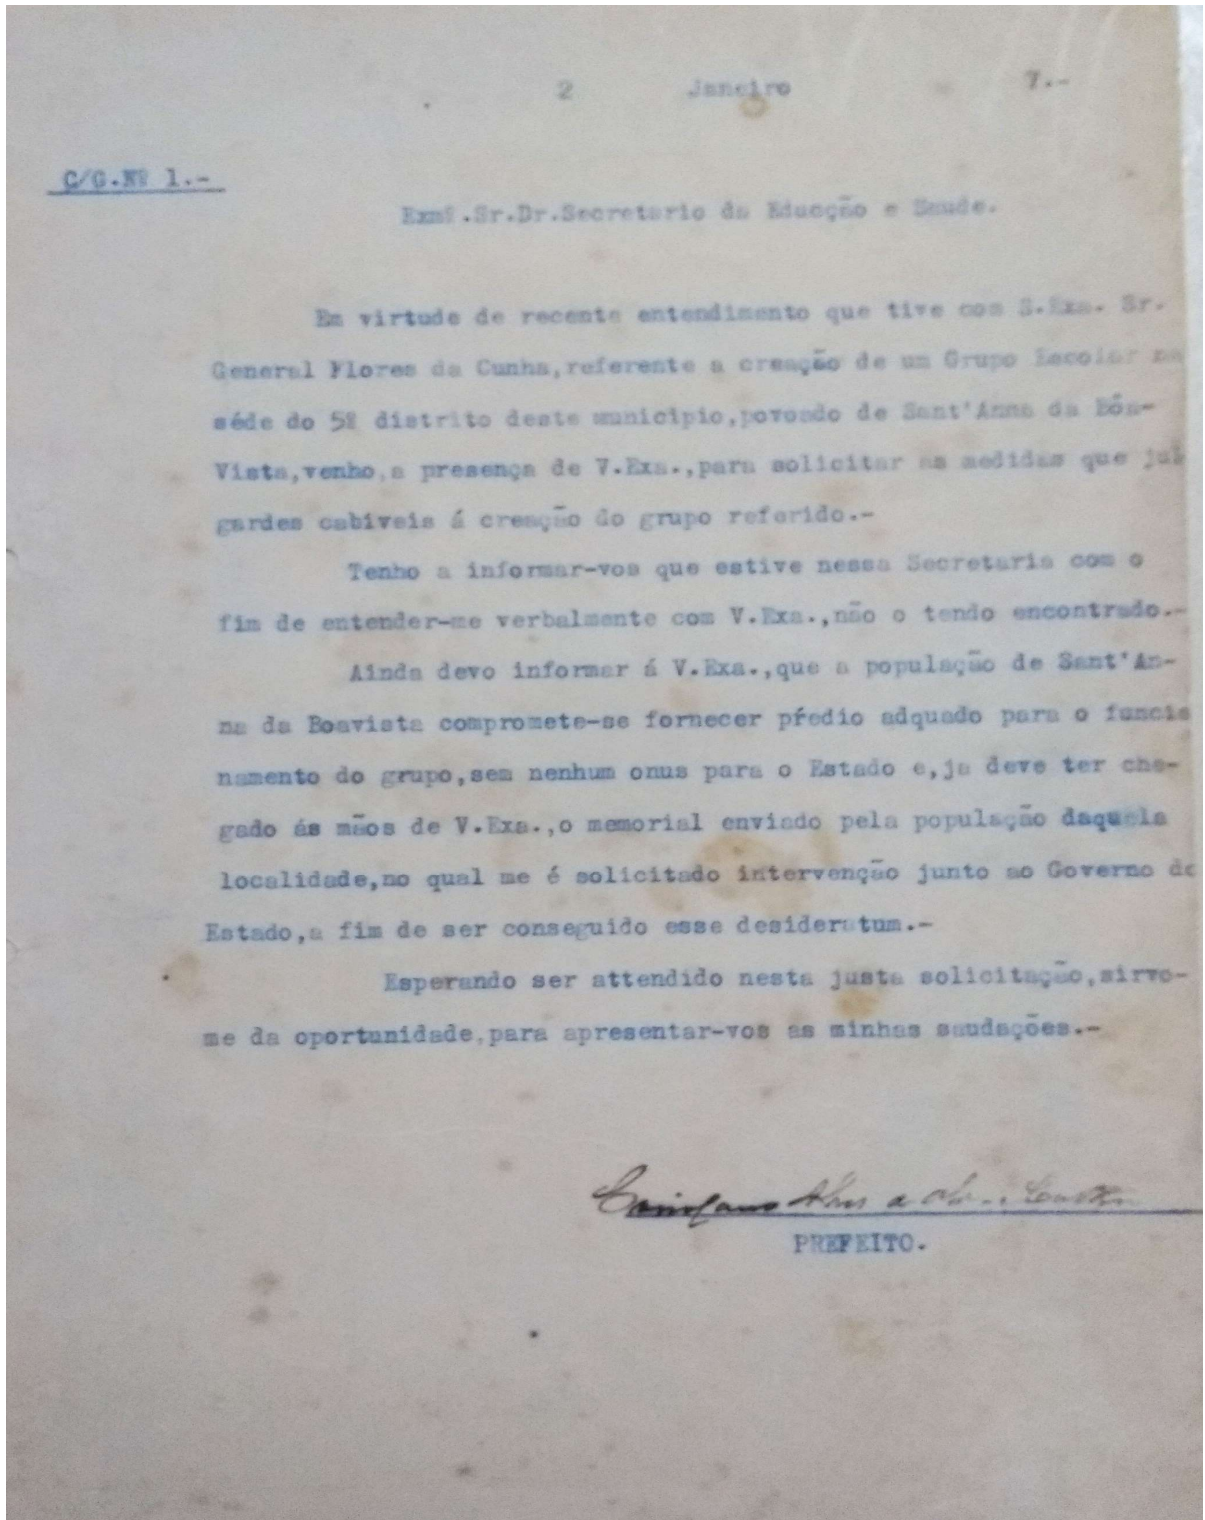 2 Janeiro 7.-
C/G.Nº 1.-
Exmº.Sr.Dr.Secretario da Educção e Saude.
Em virtude de recente entendimento que tive com S.Exa. Sr.
General Flores da Cunha,referente a creação de um Grupo Escolar na
séde do 5º distrito deste municipio,povoado de Sant'Anna da Bôa-
Vista,venho,a presença de V.Exa.,para solicitar as medidas que jul
gardes cabiveis á creação do grupo referido.-
Tenho a informar-vos que estive nessa Secretaria com o
fim de entender-me verbalmente com V.Exa.,não o tendo encontrado.-
Ainda devo informar á V.Exa.,que a população de Sant'An-
na da Boavista compromete-se fornecer prédio adquado para o funcio
namento do grupo,sem nenhum onus para o Estado e,ja deve ter che-
gado ás mãos de V.Exa.,o memorial enviado pela população daquela
localidade,no qual me é solicitado intervenção junto ao Governo do
Estado,a fim de ser conseguido esse desideratum.-
Esperando ser attendido nesta justa solicitação,sirvo-
me da oportunidade,para apresentar-vos as minhas saudações.-
PREFEITO.